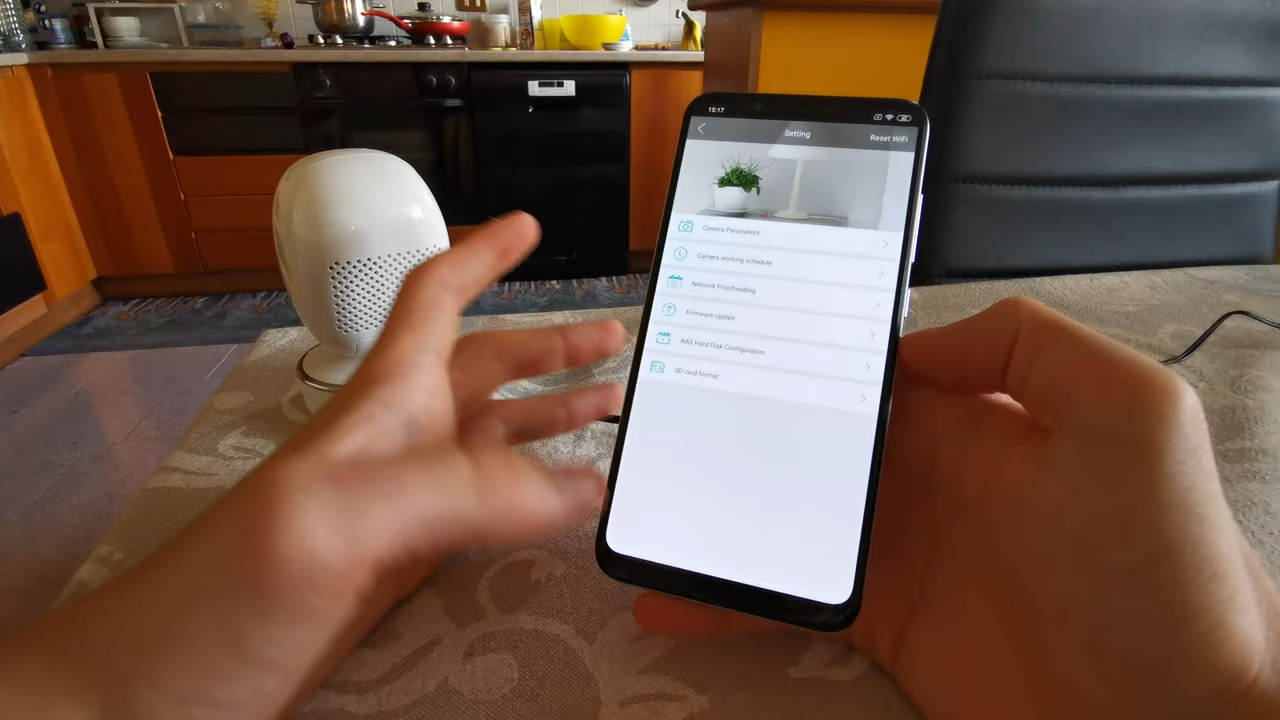 15:17
Setting
Reset WiFi
Camera Parameters
Camera working schedule
Network Proofreading
Firmware Update
NAS Hard Disk Configuration
SD card format